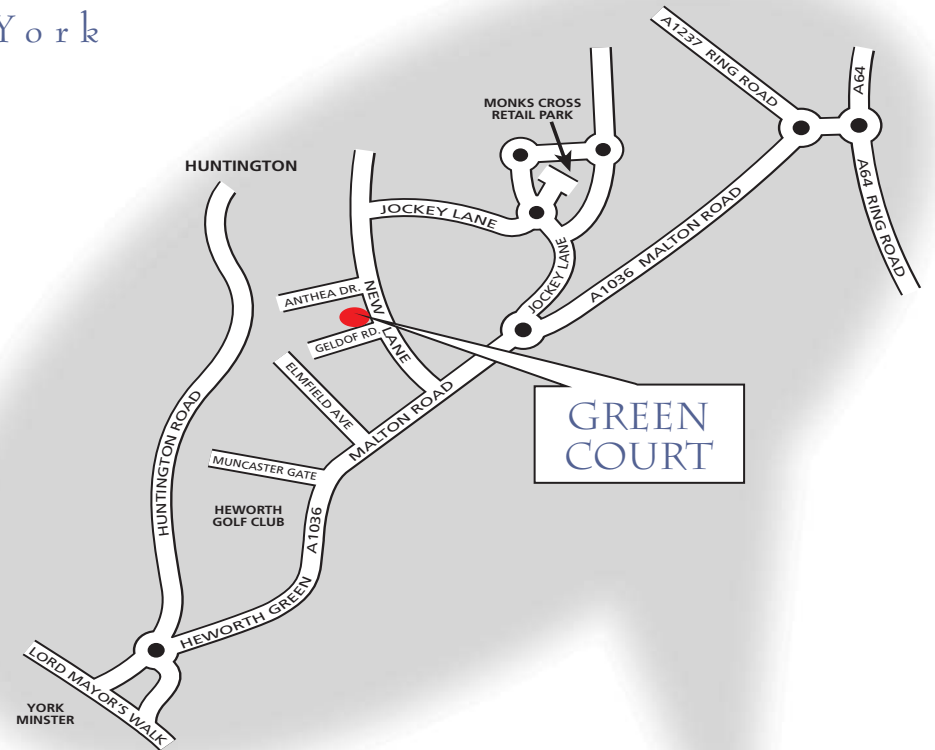 York
A1237 RING ROAD
A64
MONKS CROSS
RETAIL PARK
HUNTINGTON
JOCKEY LANE
A64 RING ROAD
A1036 MALTON ROAD
JOCKEY LANE
ANTHEA DR.
NEW LANE
GELDOF RD.
ELMFIELD AVE
MALTON ROAD
GREEN
COURT
HUNTINGTON ROAD
MUNCASTER GATE
HEWORTH
GOLF CLUB
A1036
HEWORTH GREEN
LORD MAYOR'S WALK
YORK
MINSTER